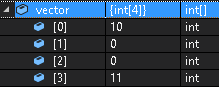 vector {int[4]} int[]
[0] 10 int
[1] 0 int
[2] 0 int
[3] 11 int